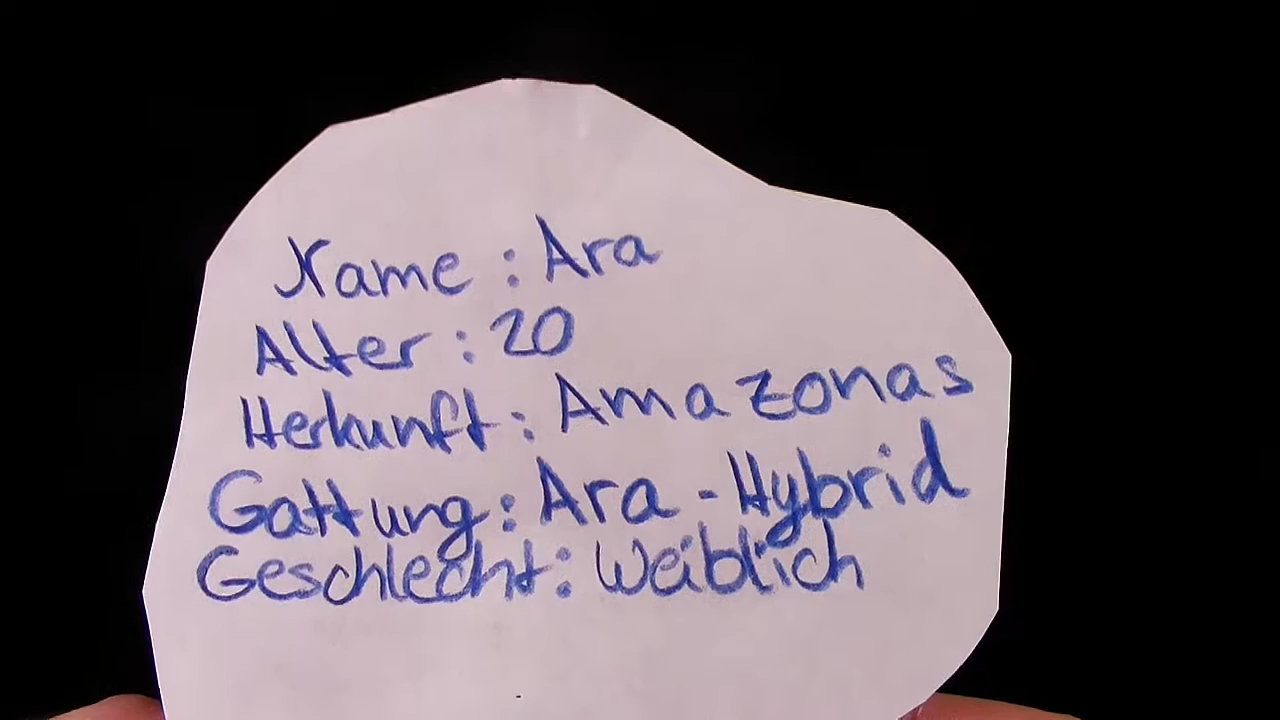 Name : Ara
Alter : 20
Herkunft : Amazonas
Gattung : Ara - Hybrid
Geschlecht : Weiblich